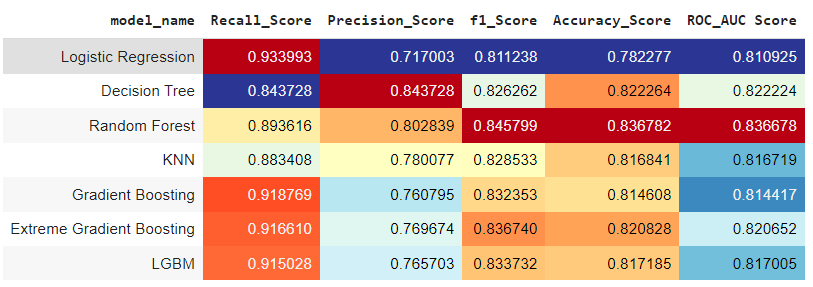 model_name Recall_Score Precision_Score f1_Score Accuracy_Score ROC_AUC Score
Logistic Regression 0.933993 0.717003 0.811238 0.782277 0.810925
Decision Tree 0.843728 0.843728 0.826262 0.822264 0.822224
Random Forest 0.893616 0.802839 0.845799 0.836782 0.836678
KNN 0.883408 0.780077 0.828533 0.816841 0.816719
Gradient Boosting 0.918769 0.760795 0.832353 0.814608 0.814417
Extreme Gradient Boosting 0.916610 0.769674 0.836740 0.820828 0.820652
LGBM 0.915028 0.765703 0.833732 0.817185 0.817005